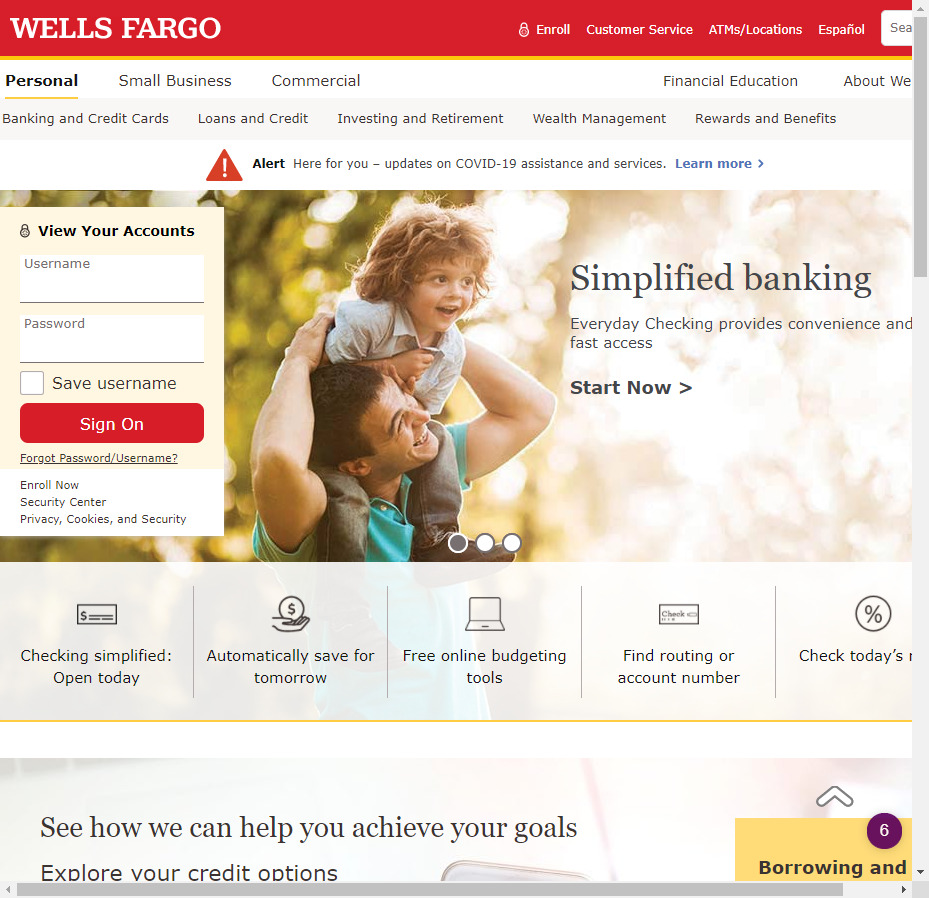 WELLS FARGO
Enroll Customer Service ATMs/Locations Español Sea
Personal Small Business Commercial Financial Education About We
Banking and Credit Cards Loans and Credit Investing and Retirement Wealth Management Rewards and Benefits
Alert Here for you – updates on COVID-19 assistance and services. Learn more >
View Your Accounts
Username
Password
Save username
Sign On
Forgot Password/Username?
Enroll Now
Security Center
Privacy, Cookies, and Security
Simplified banking
Everyday Checking provides convenience and
fast access
Start Now >
Checking simplified:
Open today
Automatically save for
tomorrow
Free online budgeting
tools
Check
Find routing or
account number
%
Check today’s
See how we can help you achieve your goals
Explore your credit options
6
Borrowing and